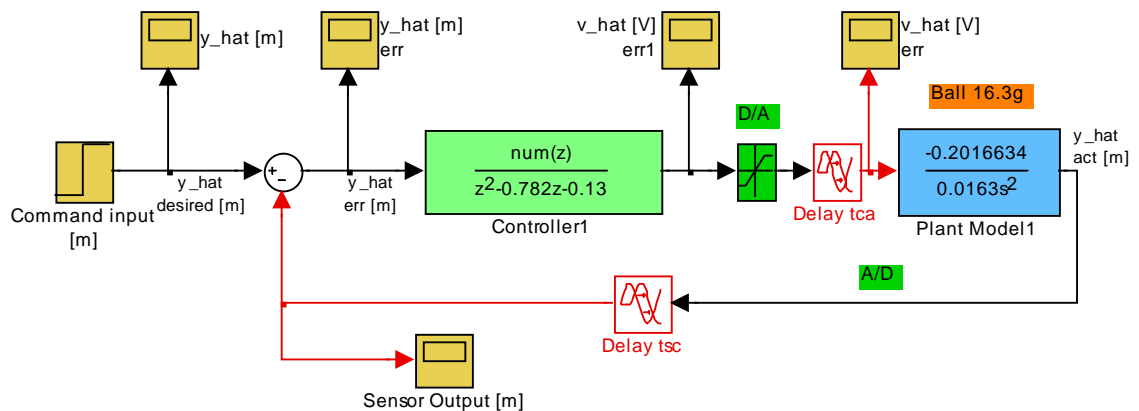 y_hat [m]
y_hat [m]
err
v_hat [V]
err1
v_hat [V]
err
Ball 16.3g
D/A
Command input
[m]
y_hat
desired [m]
+
-
y_hat
err [m]
num(z)
z²-0.782z-0.13
Controller1
Delay tca
-0.2016634
0.0163s²
Plant Model1
y_hat
act [m]
A/D
Delay tsc
Sensor Output [m]